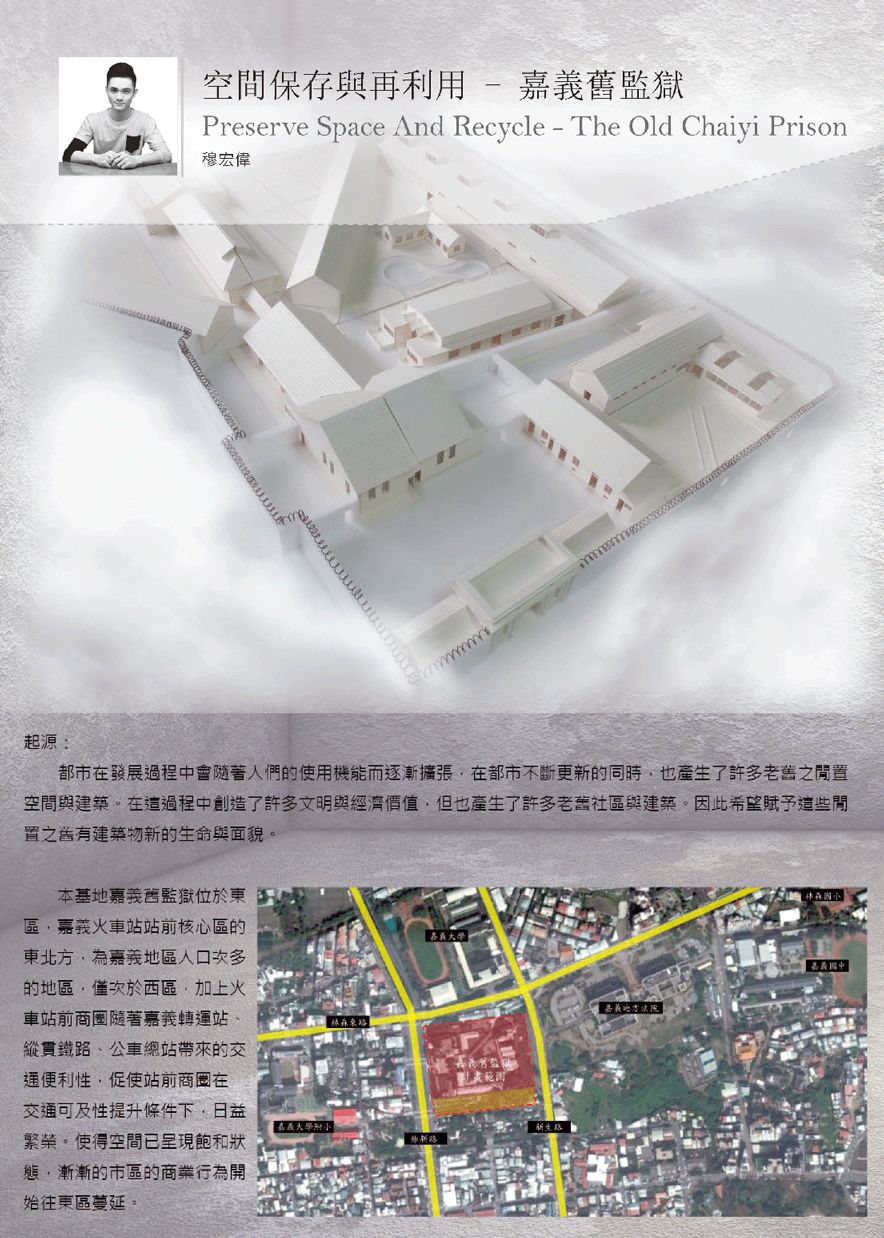 空間保存與再利用 - 嘉義舊監獄
Preserve Space And Recycle - The Old Chaiyi Prison
穆宏偉
起源：
都市在發展過程中會隨著人們的使用機能而逐漸擴張，在都市不斷更新的同時，也產生了許多老舊之閒置
空間與建築。在這過程中創造了許多文明與經濟價值，但也產生了許多老舊社區與建築。因此希望賦予這些閒
置之舊有建築物新的生命與面貌。
本基地嘉義舊監獄位於東
區，嘉義火車站站前核心區的
東北方，為嘉義地區人口次多
的地區，僅次於西區，加上火
車站前商圈隨著嘉義轉運站、
縱貫鐵路、公車總站帶來的交
通便利性，促使站前商圈在
交通可及性提升條件下，日益
繁榮。使得空間已呈現飽和狀
態，漸漸的市區的商業行為開
始往東區蔓延。
林森國小
嘉義大學
嘉義國中
嘉義地方法院
林森東路
嘉義舊監獄
計畫範圍
嘉義大學附小
維新路
新生路